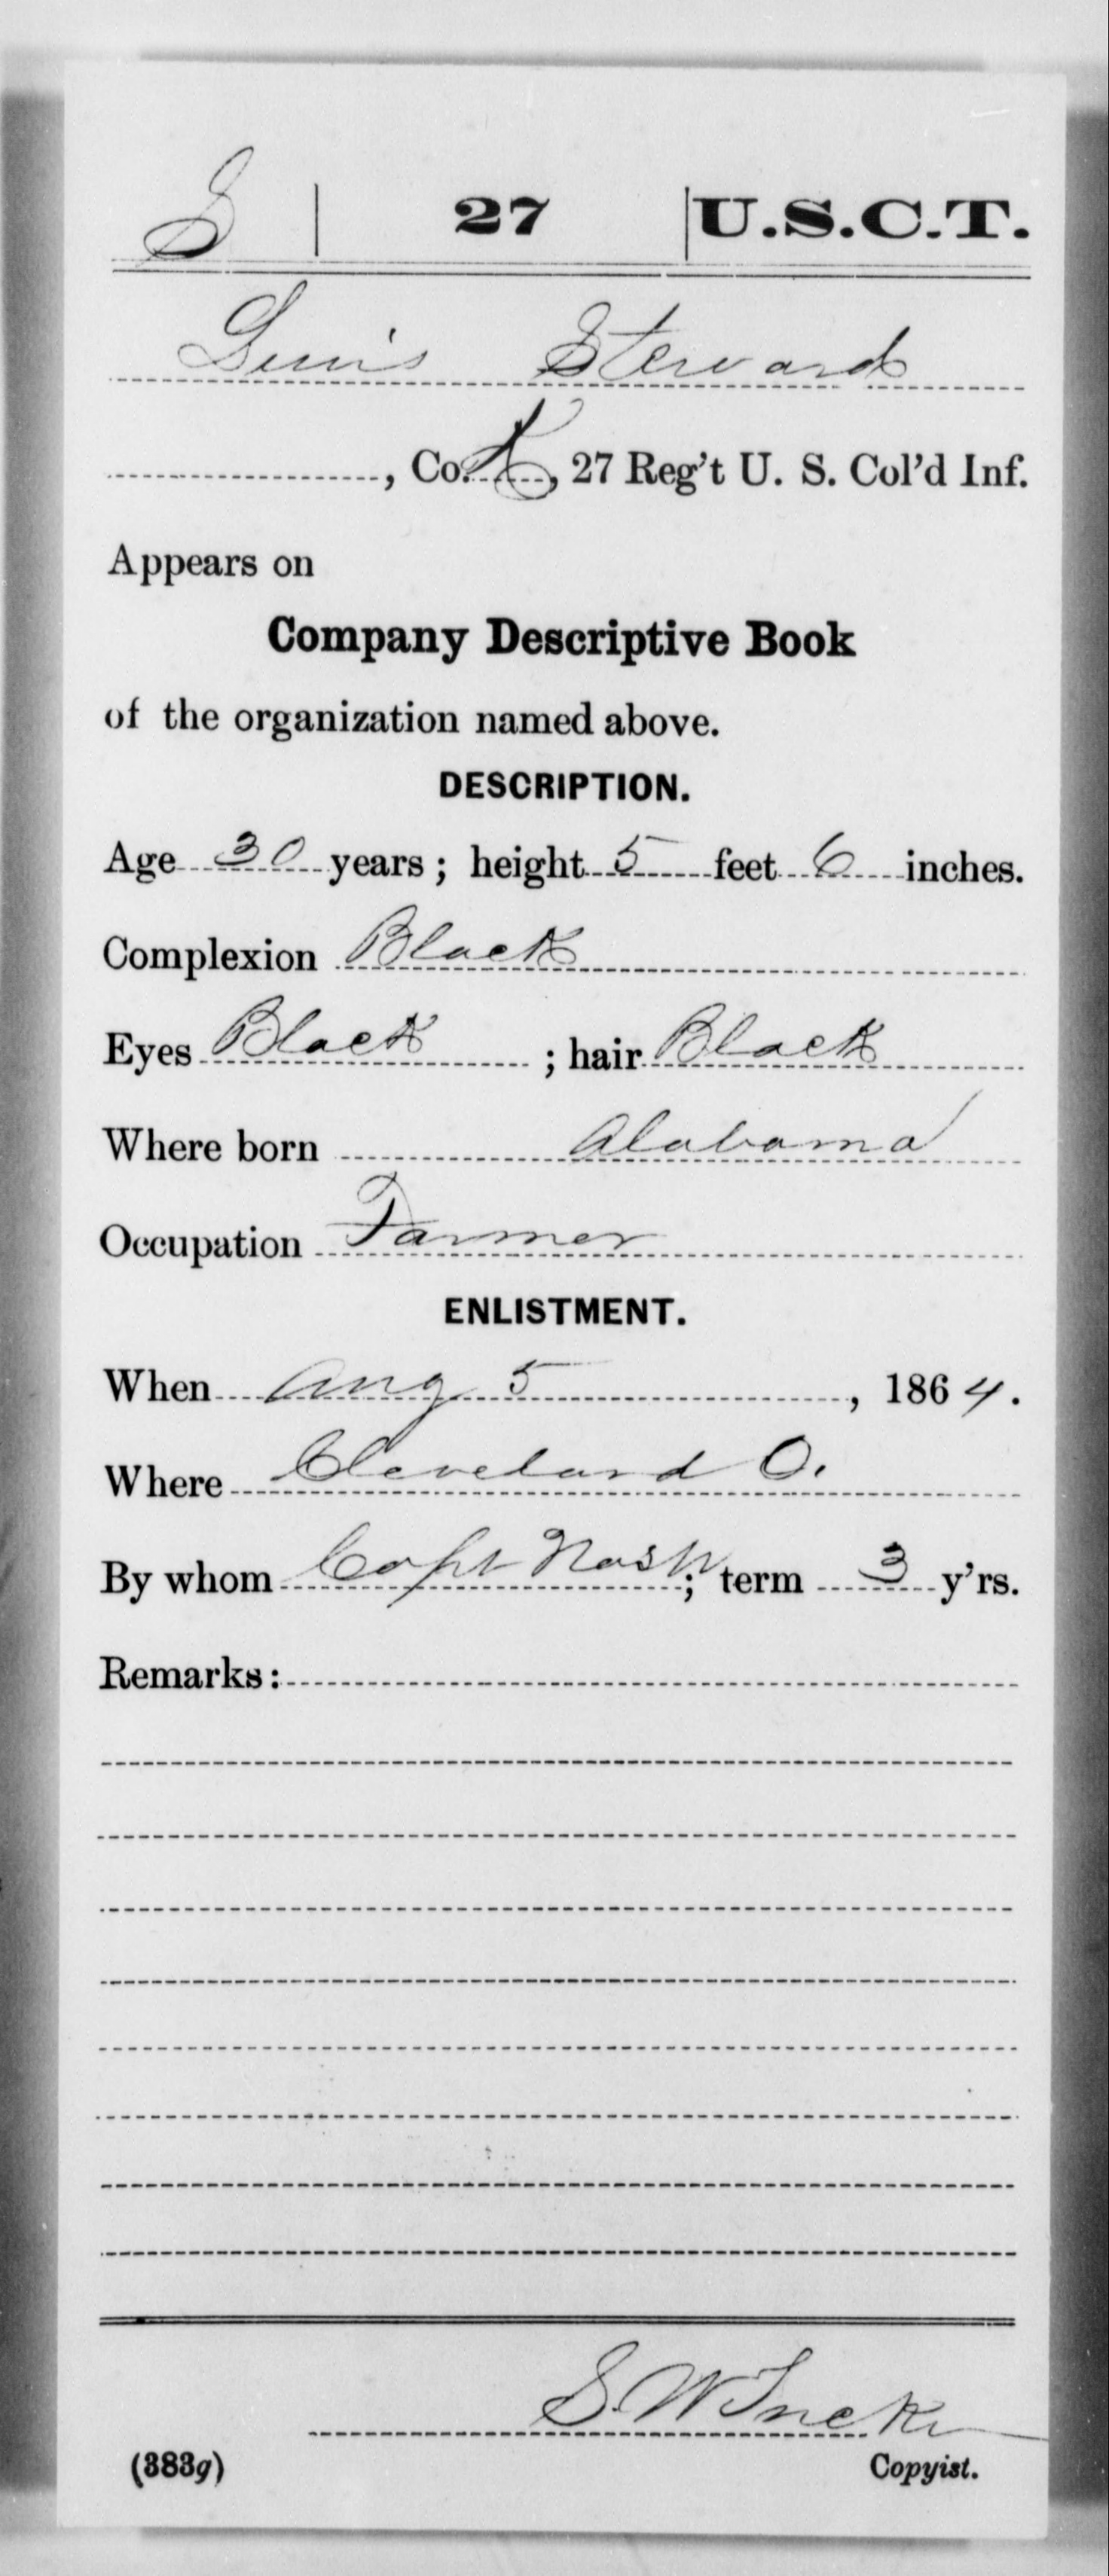 S | 27 | U.S.C.T.
Lewis Steward
, Co. K, 27 Reg't U. S. Col'd Inf.
Appears on
Company Descriptive Book
of the organization named above.
DESCRIPTION.
Age 30 years; height 5 feet 6 inches.
Complexion Black
Eyes Black ; hair Black
Where born Alabama
Occupation Farmer
ENLISTMENT.
When Aug 5, 1864.
Where Cleveland O.
By whom Capt Nash; term 3 y'rs.
Remarks:
S. W.
(383g) Copyist.